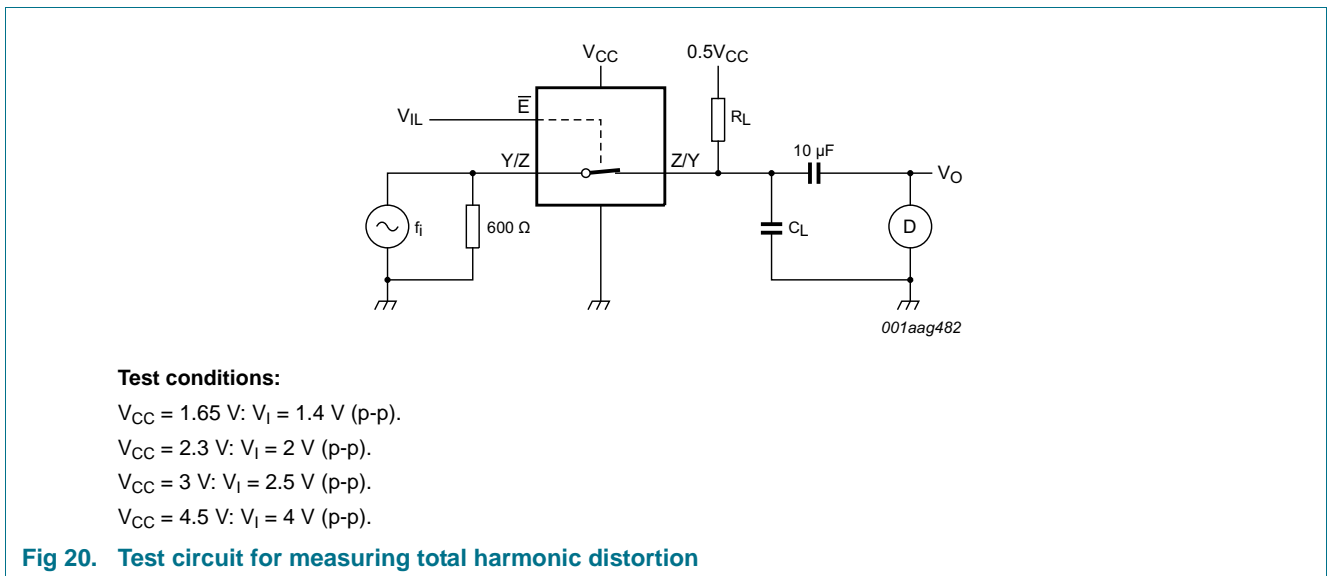 VCC 0.5VCC
E̅
VIL RL
Y/Z Z/Y 10 μF
VO
fi 600 Ω CL D
001aag482
Test conditions:
VCC = 1.65 V: VI = 1.4 V (p-p).
VCC = 2.3 V: VI = 2 V (p-p).
VCC = 3 V: VI = 2.5 V (p-p).
VCC = 4.5 V: VI = 4 V (p-p).
Fig 20. Test circuit for measuring total harmonic distortion